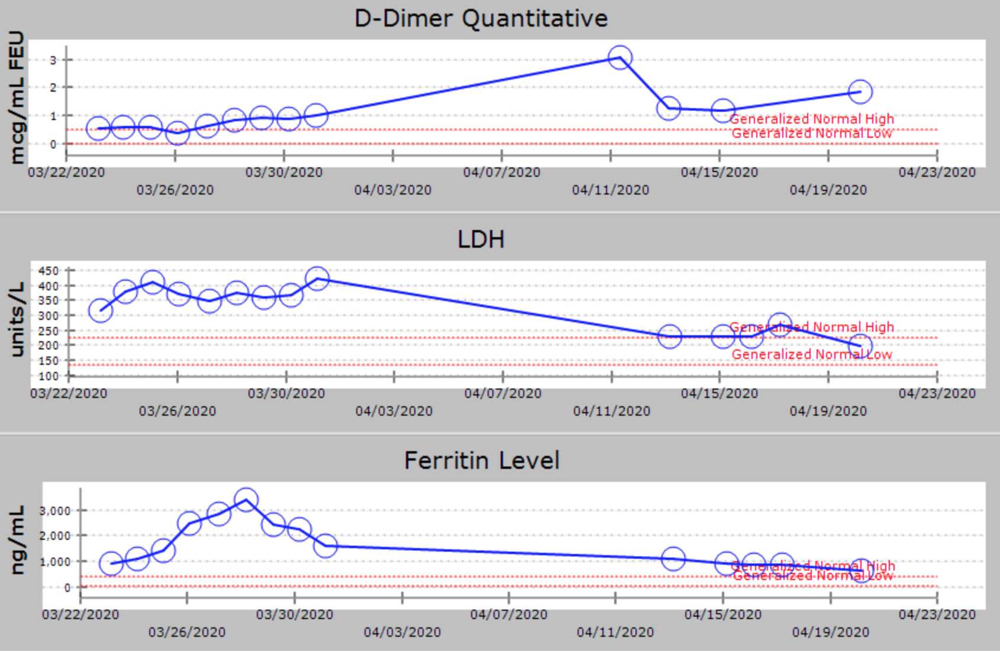 D-Dimer Quantitative
mcg/mL FEU
3
2
1
0
Generalized Normal High
Generalized Normal Low
03/22/2020 03/30/2020 04/07/2020 04/15/2020 04/23/2020
03/26/2020 04/03/2020 04/11/2020 04/19/2020
LDH
units/L
450
400
350
300
250
200
150
100
Generalized Normal High
Generalized Normal Low
03/22/2020 03/30/2020 04/07/2020 04/15/2020 04/23/2020
03/26/2020 04/03/2020 04/11/2020 04/19/2020
Ferritin Level
ng/mL
3,000
2,000
1,000
0
Generalized Normal High
Generalized Normal Low
03/22/2020 03/30/2020 04/07/2020 04/15/2020 04/23/2020
03/26/2020 04/03/2020 04/11/2020 04/19/2020